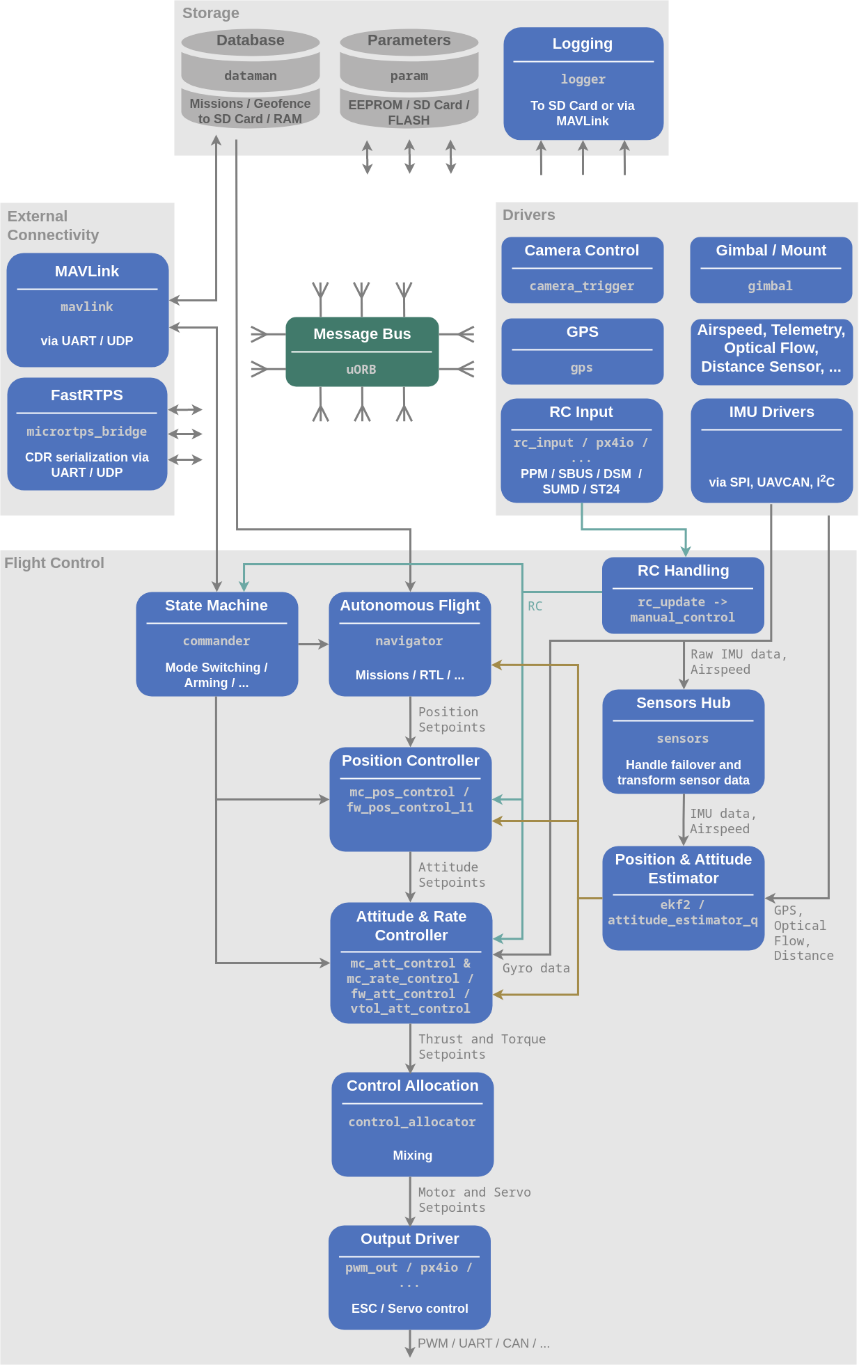 Storage
Database
dataman
Missions / Geofence
to SD Card / RAM
Parameters
param
EEPROM / SD Card /
FLASH
Logging
logger
To SD Card or via
MAVLink
External
Connectivity
MAVLink
mavlink
via UART / UDP
FastRTPS
micrortps_bridge
CDR serialization via
UART / UDP
Message Bus
uORB
Drivers
Camera Control
camera_trigger
Gimbal / Mount
gimbal
GPS
gps
Airspeed, Telemetry,
Optical Flow,
Distance Sensor, ...
RC Input
rc_input / px4io /
...
PPM / SBUS / DSM /
SUMD / ST24
IMU Drivers
via SPI, UAVCAN, I²C
Flight Control
RC Handling
rc_update ->
manual_control
RC
State Machine
commander
Mode Switching /
Arming / ...
Autonomous Flight
navigator
Missions / RTL / ...
Raw IMU data,
Airspeed
Sensors Hub
sensors
Handle failover and
transform sensor data
Position
Setpoints
Position Controller
mc_pos_control /
fw_pos_control_l1
IMU data,
Airspeed
Position & Attitude
Estimator
ekf2 /
attitude_estimator_q
GPS,
Optical
Flow,
Distance
Attitude
Setpoints
Attitude & Rate
Controller
mc_att_control &
mc_rate_control /
fw_att_control /
vtol_att_control
Gyro data
Thrust and Torque
Setpoints
Control Allocation
control_allocator
Mixing
Motor and Servo
Setpoints
Output Driver
pwm_out / px4io /
...
ESC / Servo control
PWM / UART / CAN / ...